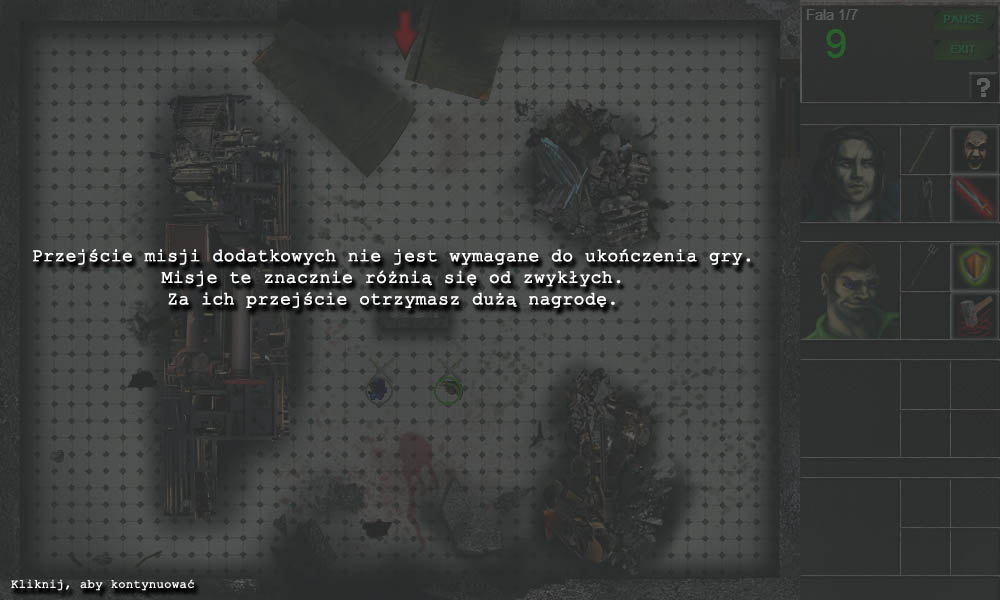 Fala 1/7
PAUSE
9
EXIT
?
Przejście misji dodatkowych nie jest wymagane do ukończenia gry.
Misje te znacznie różnią się od zwykłych.
Za ich przejście otrzymasz dużą nagrodę.
Kliknij, aby kontynuować